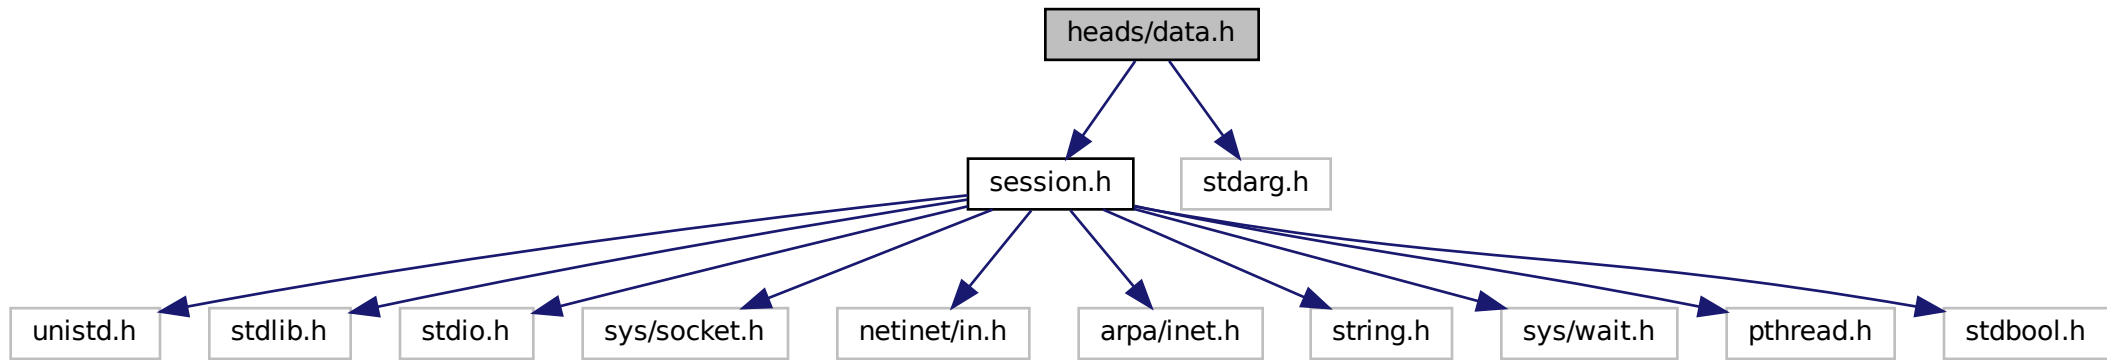 heads/data.h
session.h
stdarg.h
unistd.h
stdlib.h
stdio.h
sys/socket.h
netinet/in.h
arpa/inet.h
string.h
sys/wait.h
pthread.h
stdbool.h